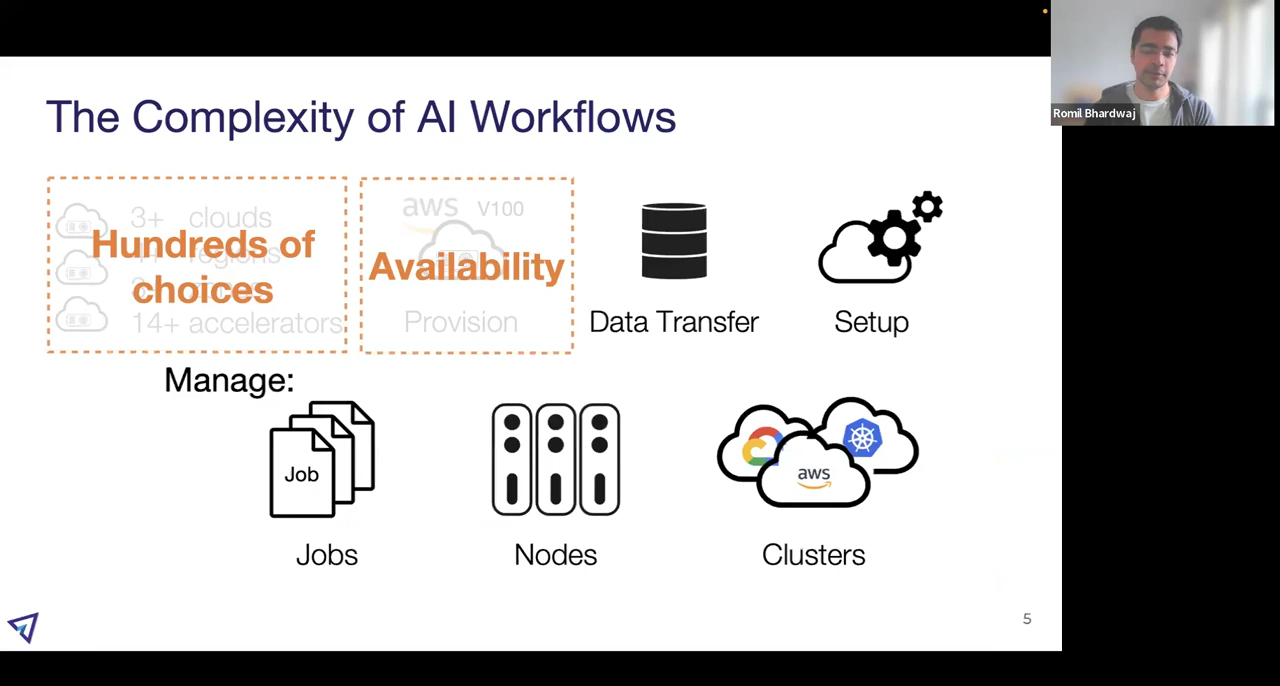 Romil Bhardwaj
The Complexity of AI Workflows
3+ clouds
Hundreds of
regions
choices
14+ accelerators
aws V100
Availability
Provision
Data Transfer
Setup
Manage:
Job
aws
Jobs
Nodes
Clusters
5